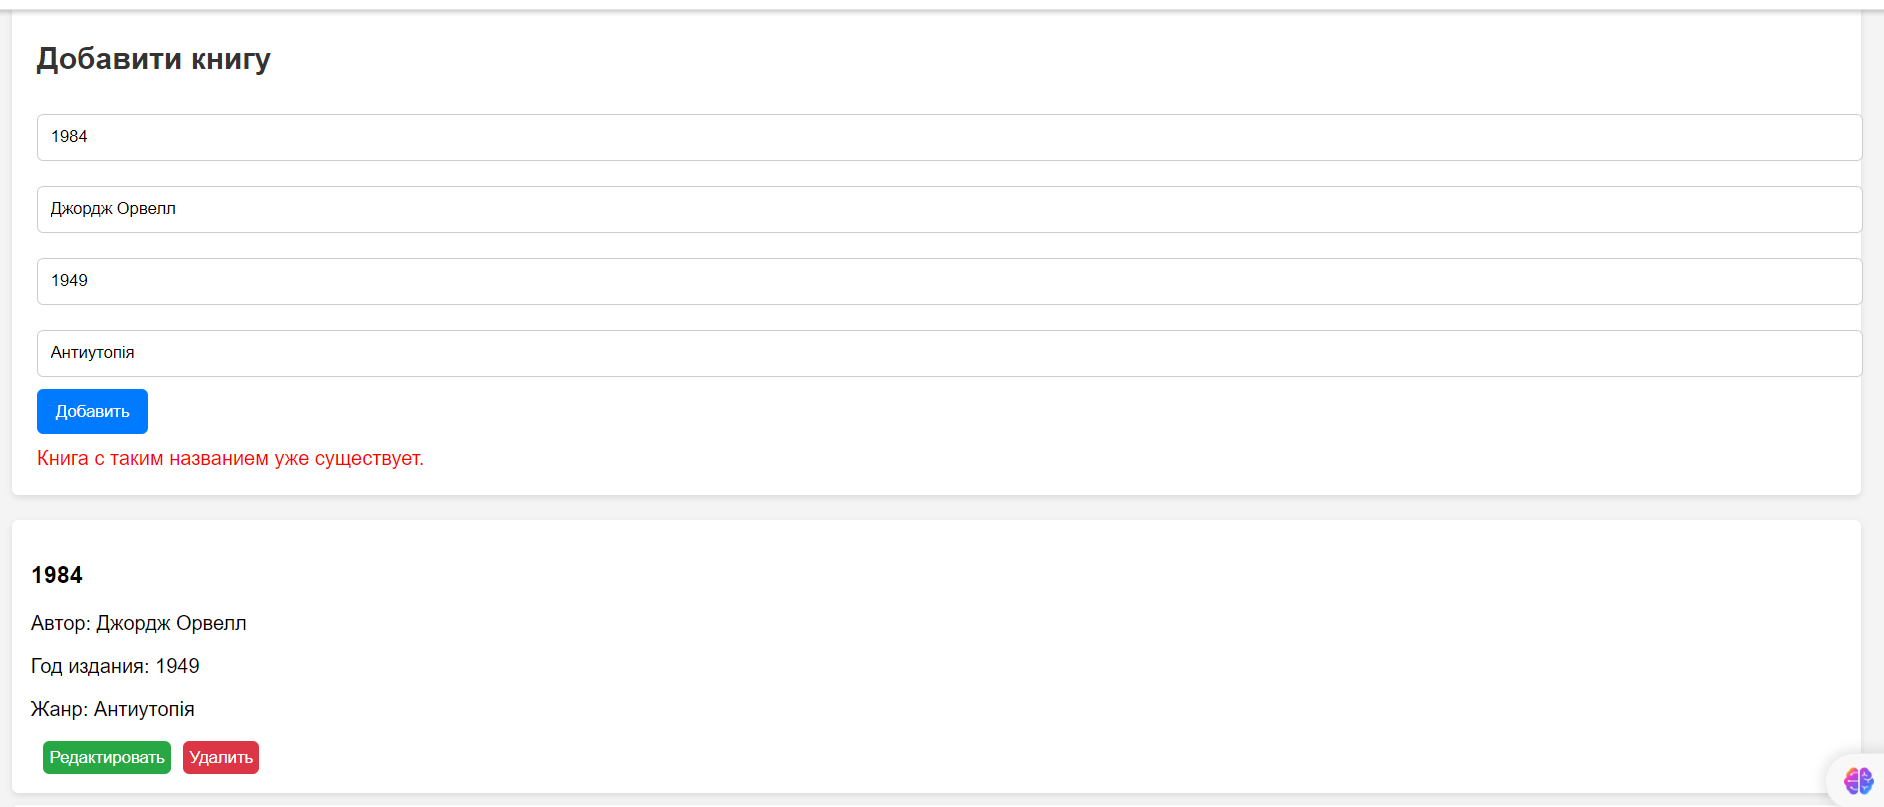 Добавити книгу
1984
Джордж Орвелл
1949
Антиутопія
Добавить
Книга с таким названием уже существует.
1984
Автор: Джордж Орвелл
Год издания: 1949
Жанр: Антиутопія
Редактировать Удалить